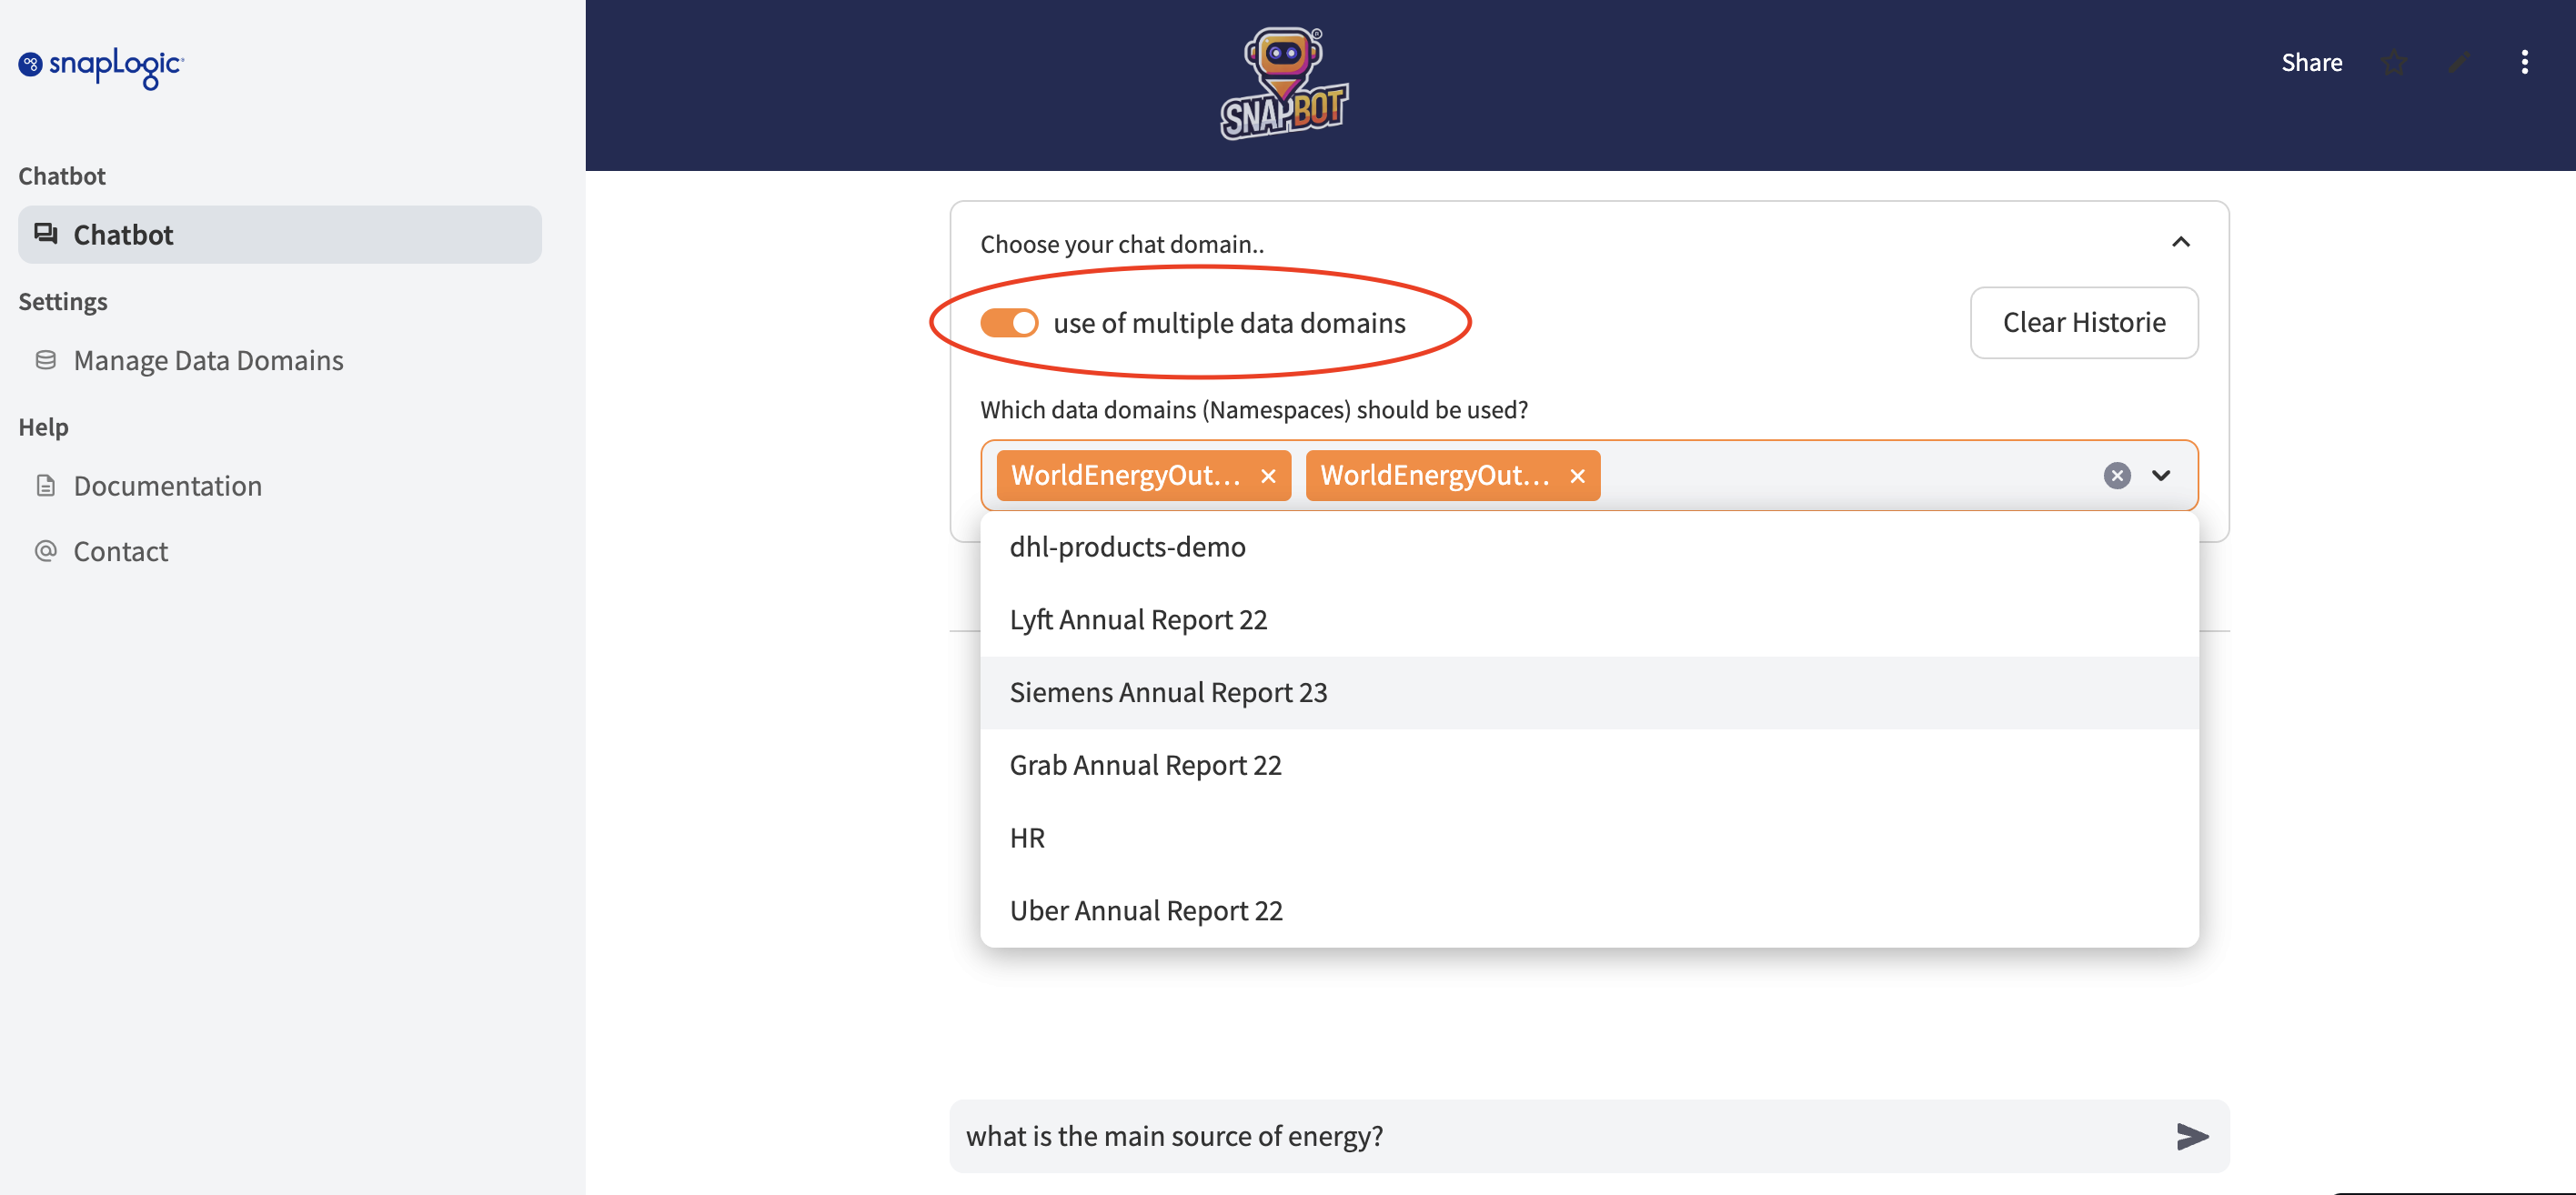 snapLogic
Chatbot
Chatbot
Settings
Manage Data Domains
Help
Documentation
Contact
SNAPBOT
Share
Choose your chat domain..
use of multiple data domains
Clear Historie
Which data domains (Namespaces) should be used?
WorldEnergyOut... WorldEnergyOut...
dhl-products-demo
Lyft Annual Report 22
Siemens Annual Report 23
Grab Annual Report 22
HR
Uber Annual Report 22
what is the main source of energy?